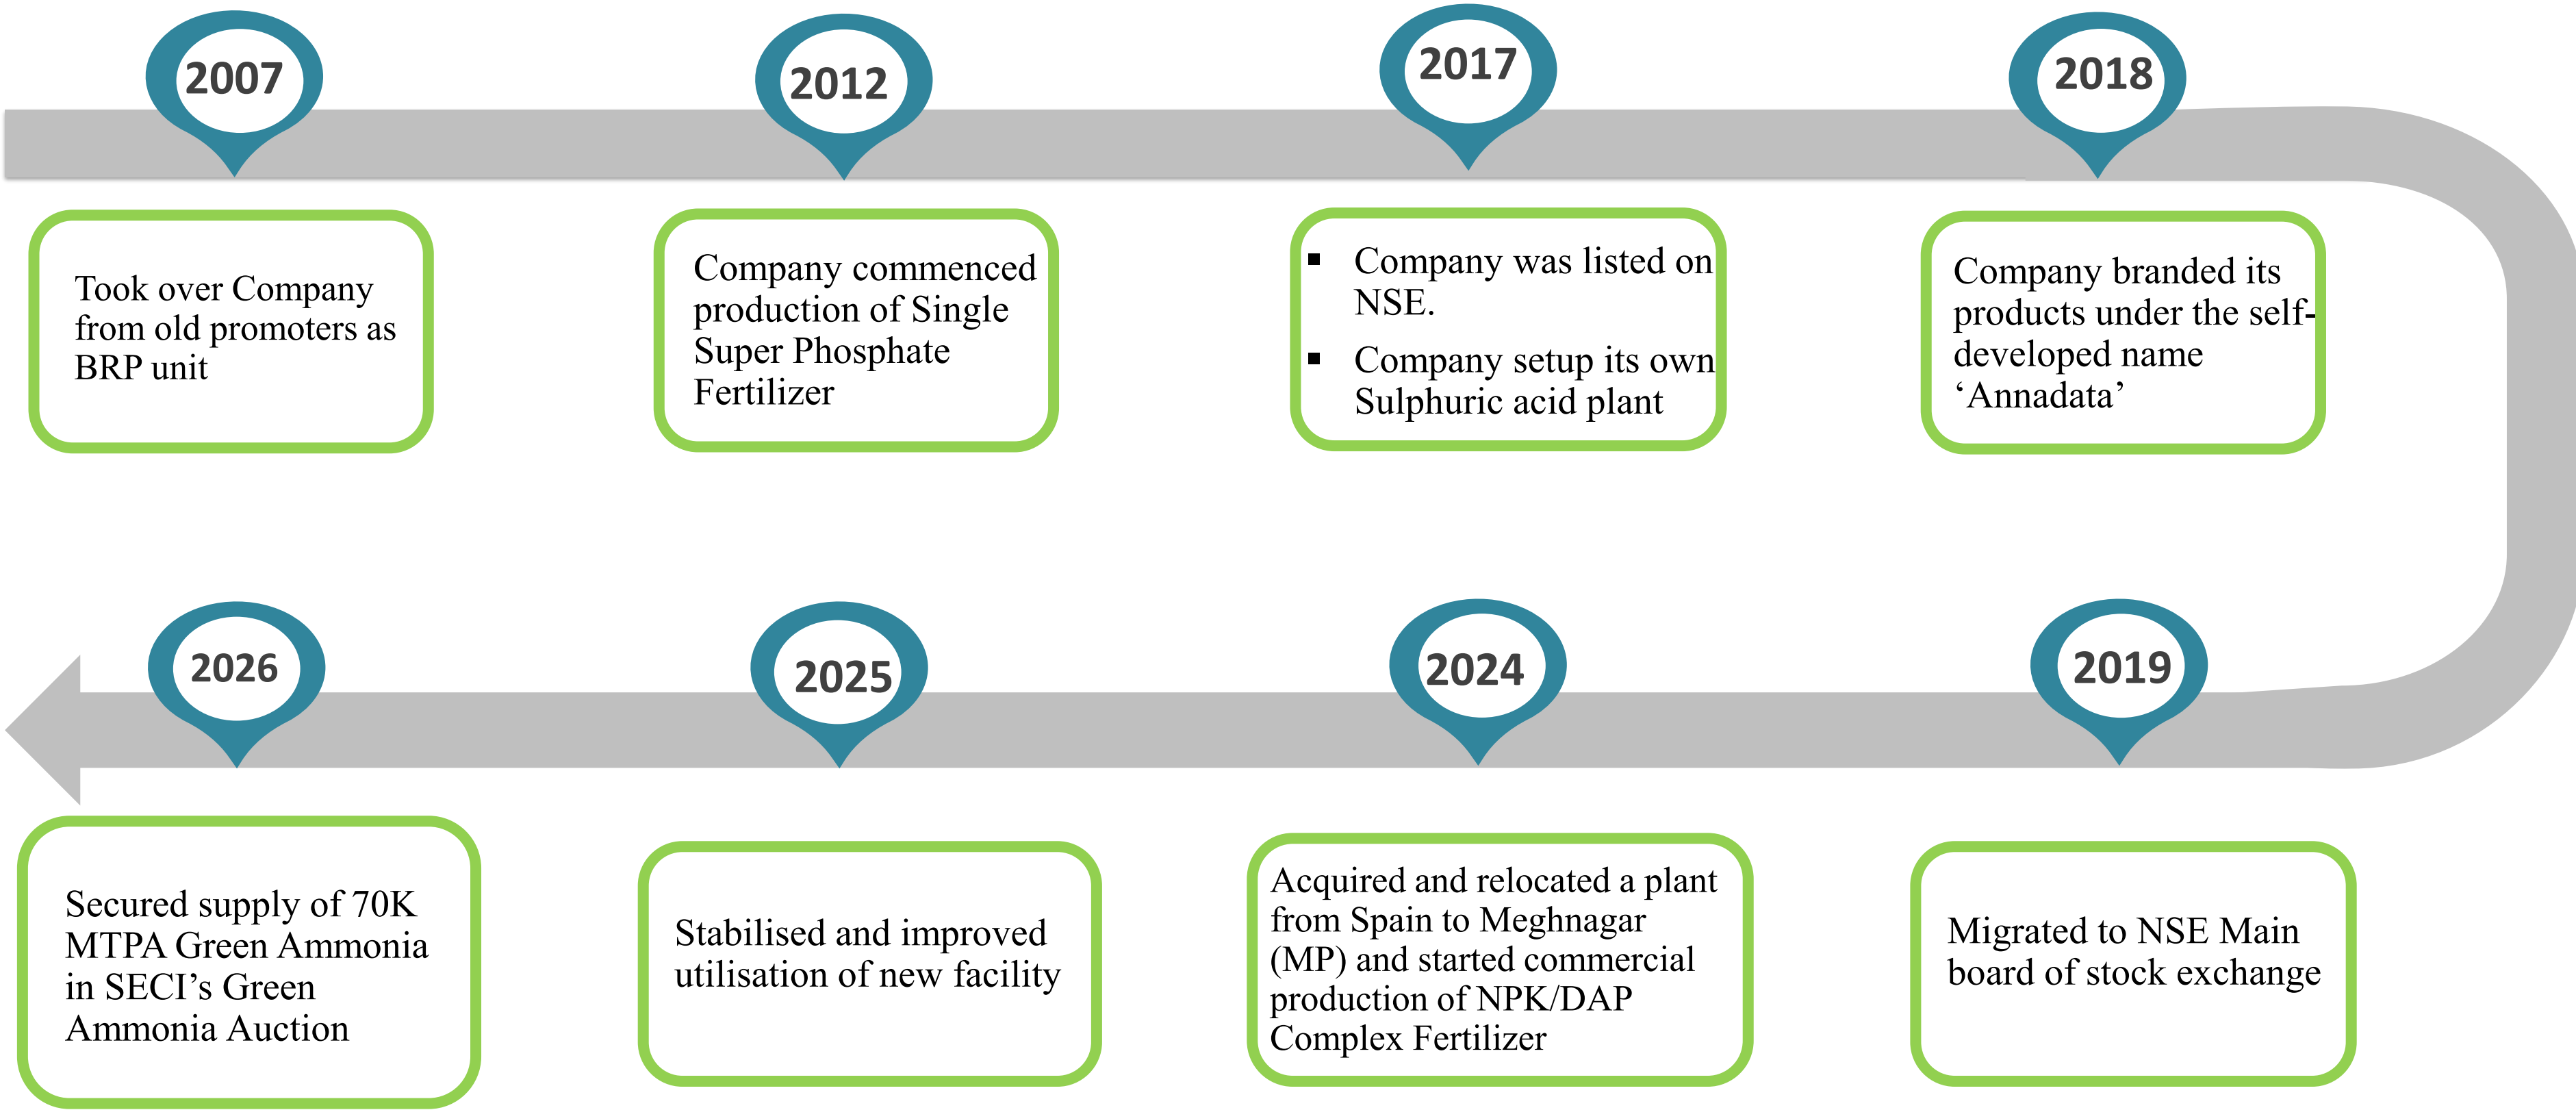 2007
Took over Company
from old promoters as
BRP unit
2012
Company commenced
production of Single
Super Phosphate
Fertilizer
2017
▪ Company was listed on
NSE.
▪ Company setup its own
Sulphuric acid plant
2018
Company branded its
products under the self-
developed name
‘Annadata’
2019
Migrated to NSE Main
board of stock exchange
2024
Acquired and relocated a plant
from Spain to Meghnagar
(MP) and started commercial
production of NPK/DAP
Complex Fertilizer
2025
Stabilised and improved
utilisation of new facility
2026
Secured supply of 70K
MTPA Green Ammonia
in SECI’s Green
Ammonia Auction